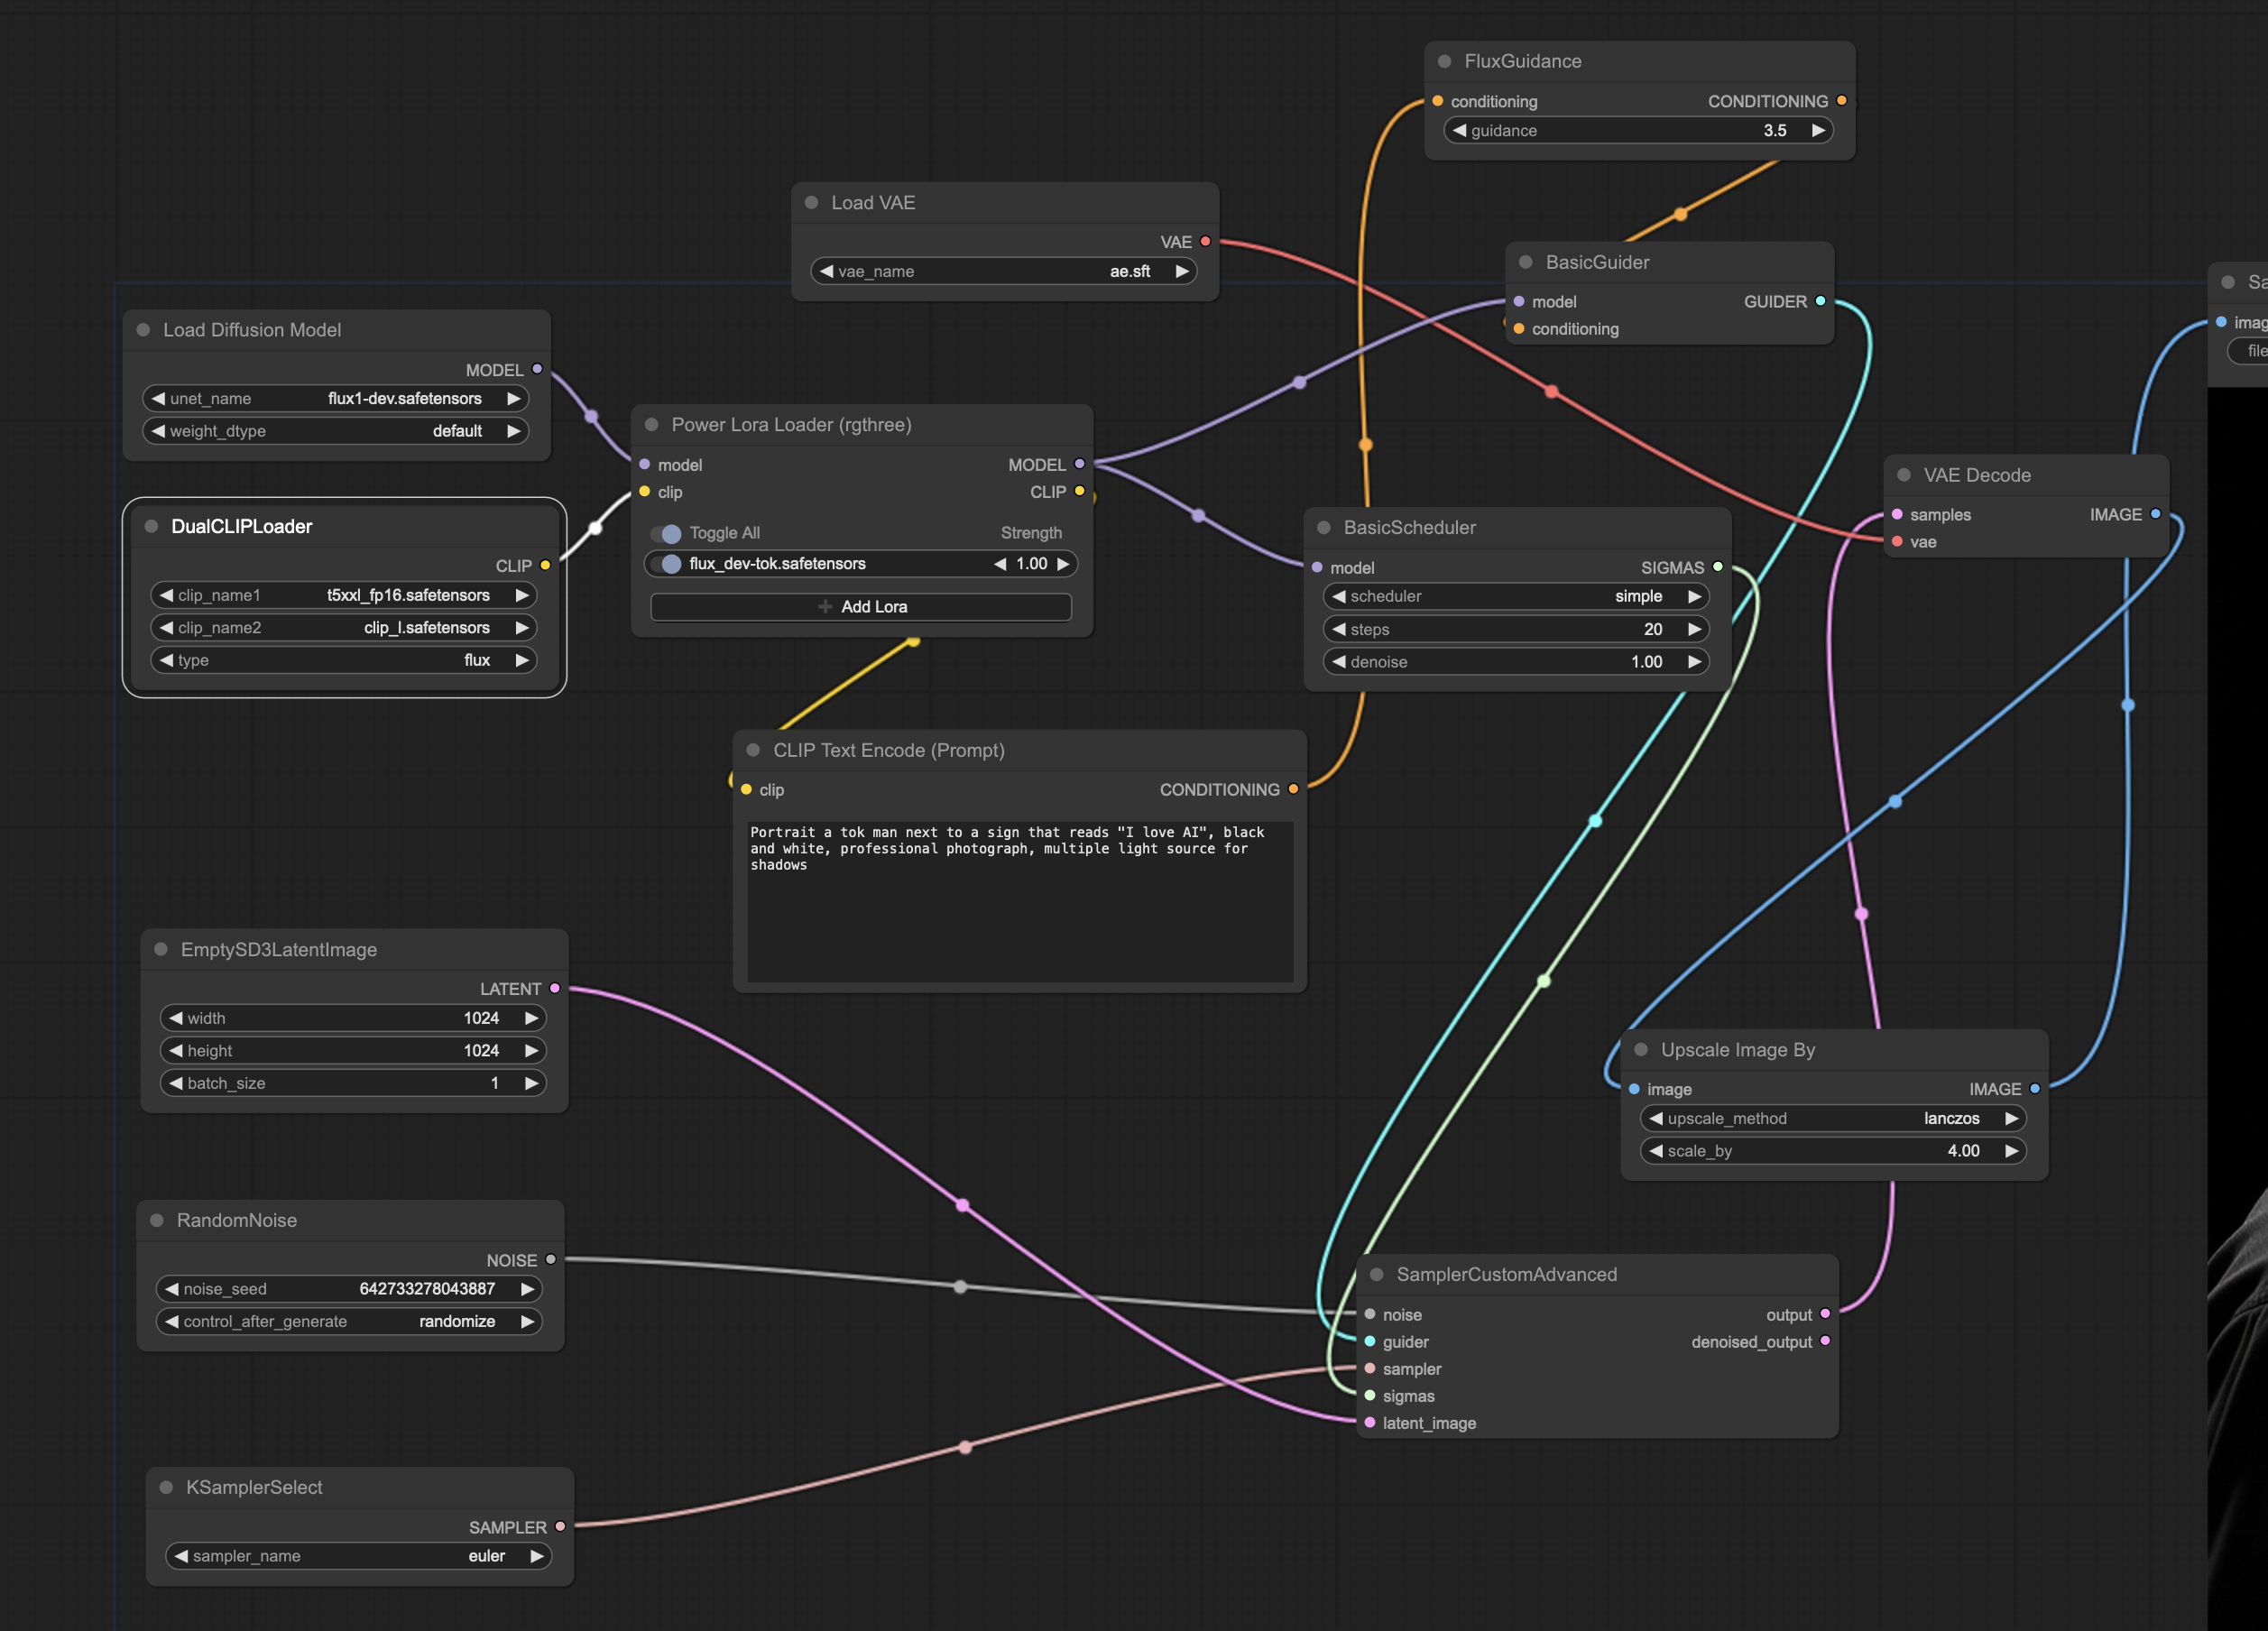 FluxGuidance
conditioning CONDITIONING
guidance 3.5
Load VAE
VAE
vae_name ae.sft
BasicGuider
model GUIDER
conditioning
Load Diffusion Model
MODEL
unet_name flux1-dev.safetensors
weight_dtype default
Power Lora Loader (rgthree)
model MODEL
clip CLIP
Toggle All Strength
flux_dev-tok.safetensors 1.00
Add Lora
DualCLIPLoader
CLIP
clip_name1 t5xxl_fp16.safetensors
clip_name2 clip_l.safetensors
type flux
BasicScheduler
model SIGMAS
scheduler simple
steps 20
denoise 1.00
VAE Decode
samples IMAGE
vae
CLIP Text Encode (Prompt)
clip CONDITIONING
Portrait a tok man next to a sign that reads "I love AI", black
and white, professional photograph, multiple light source for
shadows
EmptySD3LatentImage
LATENT
width 1024
height 1024
batch_size 1
Upscale Image By
image IMAGE
upscale_method lanczos
scale_by 4.00
RandomNoise
NOISE
noise_seed 642733278043887
control_after_generate randomize
SamplerCustomAdvanced
noise output
guider denoised_output
sampler
sigmas
latent_image
KSamplerSelect
SAMPLER
sampler_name euler